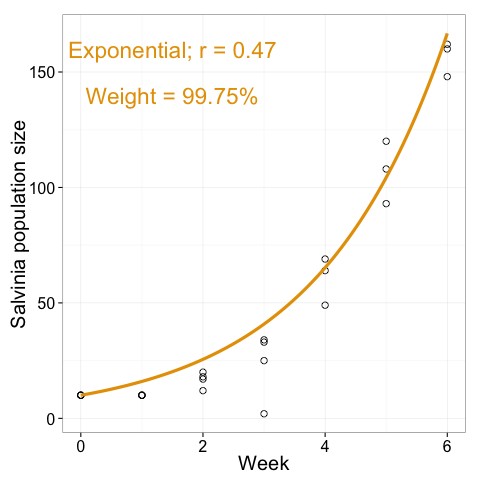 Exponential; r = 0.47
Weight = 99.75%
Salvinia population size
150
100
50
0
0 2 4 6
Week